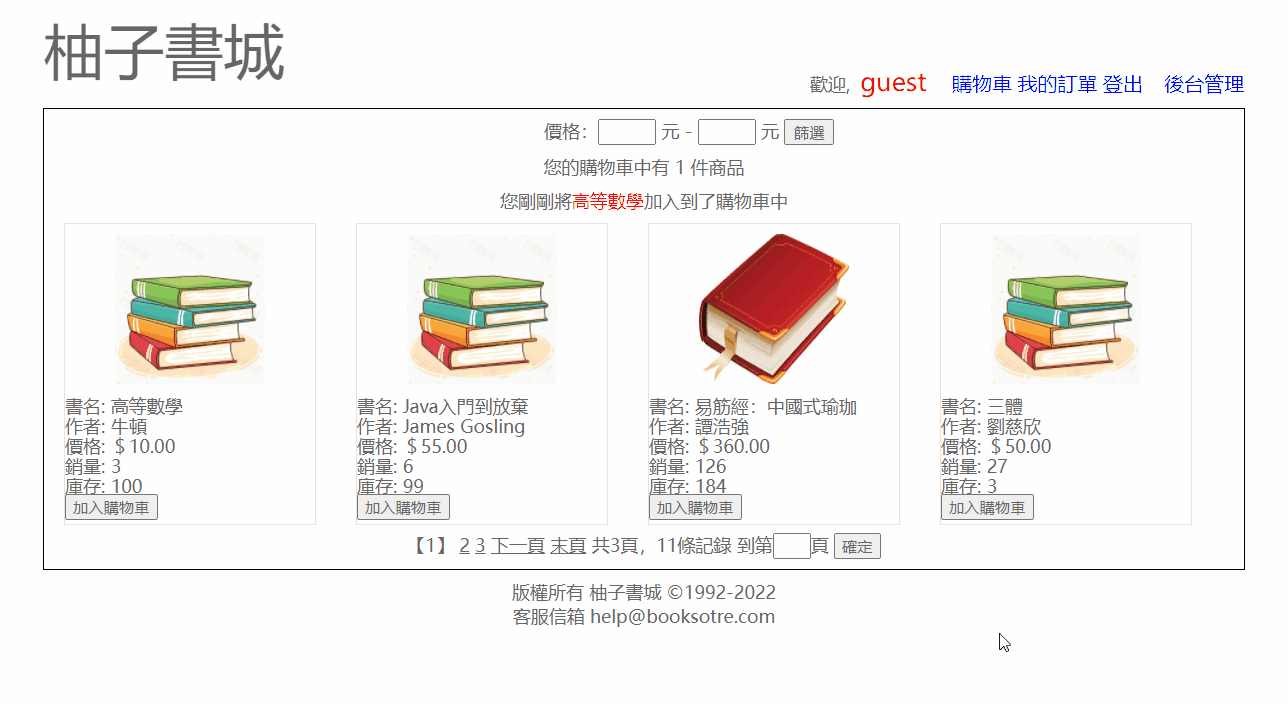 柚子書城
歡迎, guest 購物車 我的訂單 登出 後台管理
價格： 元 - 元 篩選
您的購物車中有 1 件商品
您剛剛將高等數學加入到了購物車中
書名: 高等數學
作者: 牛頓
價格: ＄10.00
銷量: 3
庫存: 100
加入購物車
書名: Java入門到放棄
作者: James Gosling
價格: ＄55.00
銷量: 6
庫存: 99
加入購物車
書名: 易筋經：中國式瑜珈
作者: 譚浩強
價格: ＄360.00
銷量: 126
庫存: 184
加入購物車
書名: 三體
作者: 劉慈欣
價格: ＄50.00
銷量: 27
庫存: 3
加入購物車
【1】 2 3 下一頁 末頁 共3頁，11條記錄 到第 頁 確定
版權所有 柚子書城 ©1992-2022
客服信箱 help@booksotre.com